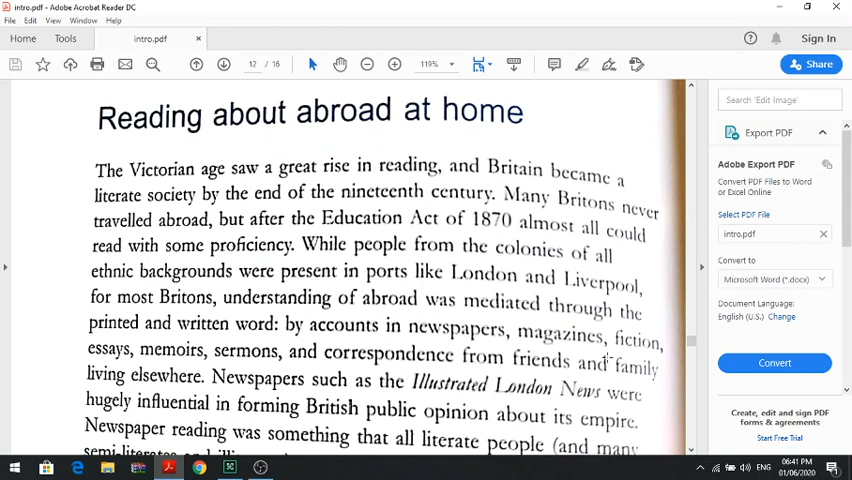 intro.pdf - Adobe Acrobat Reader DC
File Edit View Window Help
Home Tools intro.pdf × Sign In
12 / 16 119% Share
Reading about abroad at home
The Victorian age saw a great rise in reading, and Britain became a
literate society by the end of the nineteenth century. Many Britons never
travelled abroad, but after the Education Act of 1870 almost all could
read with some proficiency. While people from the colonies of all
ethnic backgrounds were present in ports like London and Liverpool,
for most Britons, understanding of abroad was mediated through the
printed and written word: by accounts in newspapers, magazines, fiction,
essays, memoirs, sermons, and correspondence from friends and family
living elsewhere. Newspapers such as the Illustrated London News were
hugely influential in forming British public opinion about its empire.
Newspaper reading was something that all literate people (and many
Search 'Edit Image'
Export PDF
Adobe Export PDF
Convert PDF Files to Word
or Excel Online
Select PDF File
intro.pdf
Convert to
Microsoft Word (*.docx)
Document Language:
English (U.S.) Change
Convert
Create, edit and sign PDF
forms & agreements
Start Free Trial
ENG
06:41 PM
01/06/2020